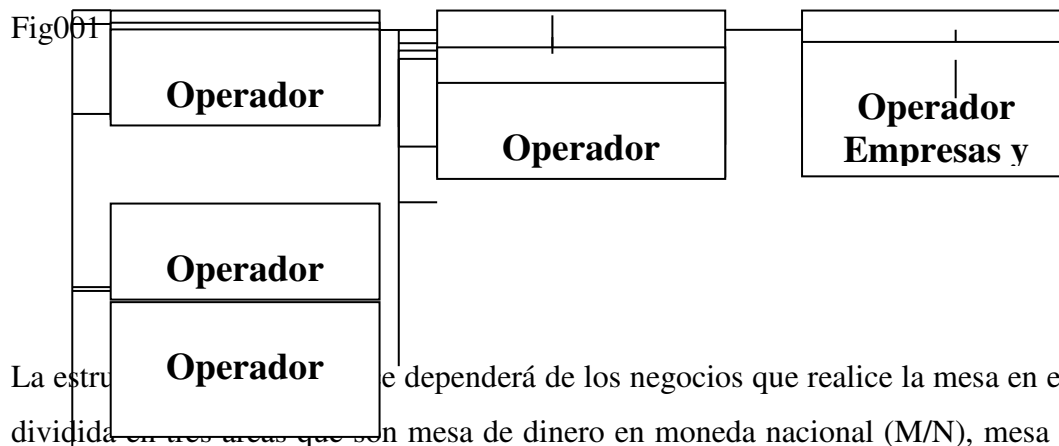 Fig001
Operador
Operador
Operador
Empresas y
Operador
Operador
La estru e dependerá de los negocios que realice la mesa en e
dividida en tres áreas que son mesa de dinero en moneda nacional (M/N), mesa